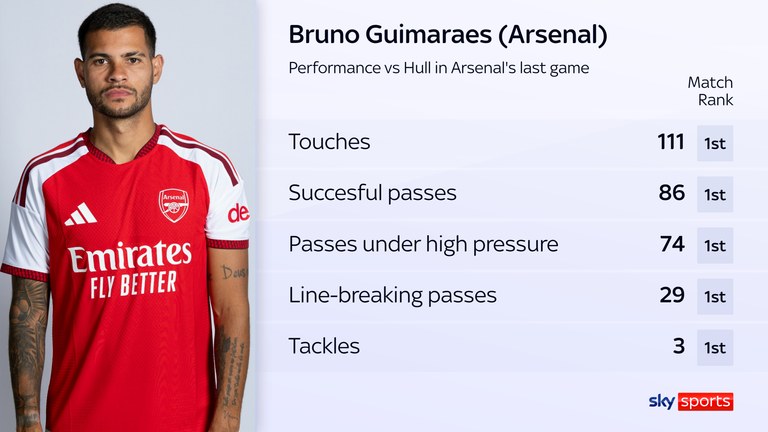 Bruno Guimaraes (Arsenal)
Performance vs Hull in Arsenal's last game
Match
Rank
Touches 111 1st
Succesful passes 86 1st
Passes under high pressure 74 1st
Line-breaking passes 29 1st
Tackles 3 1st
Arsenal
de
Emirates
FLY BETTER
sky sports